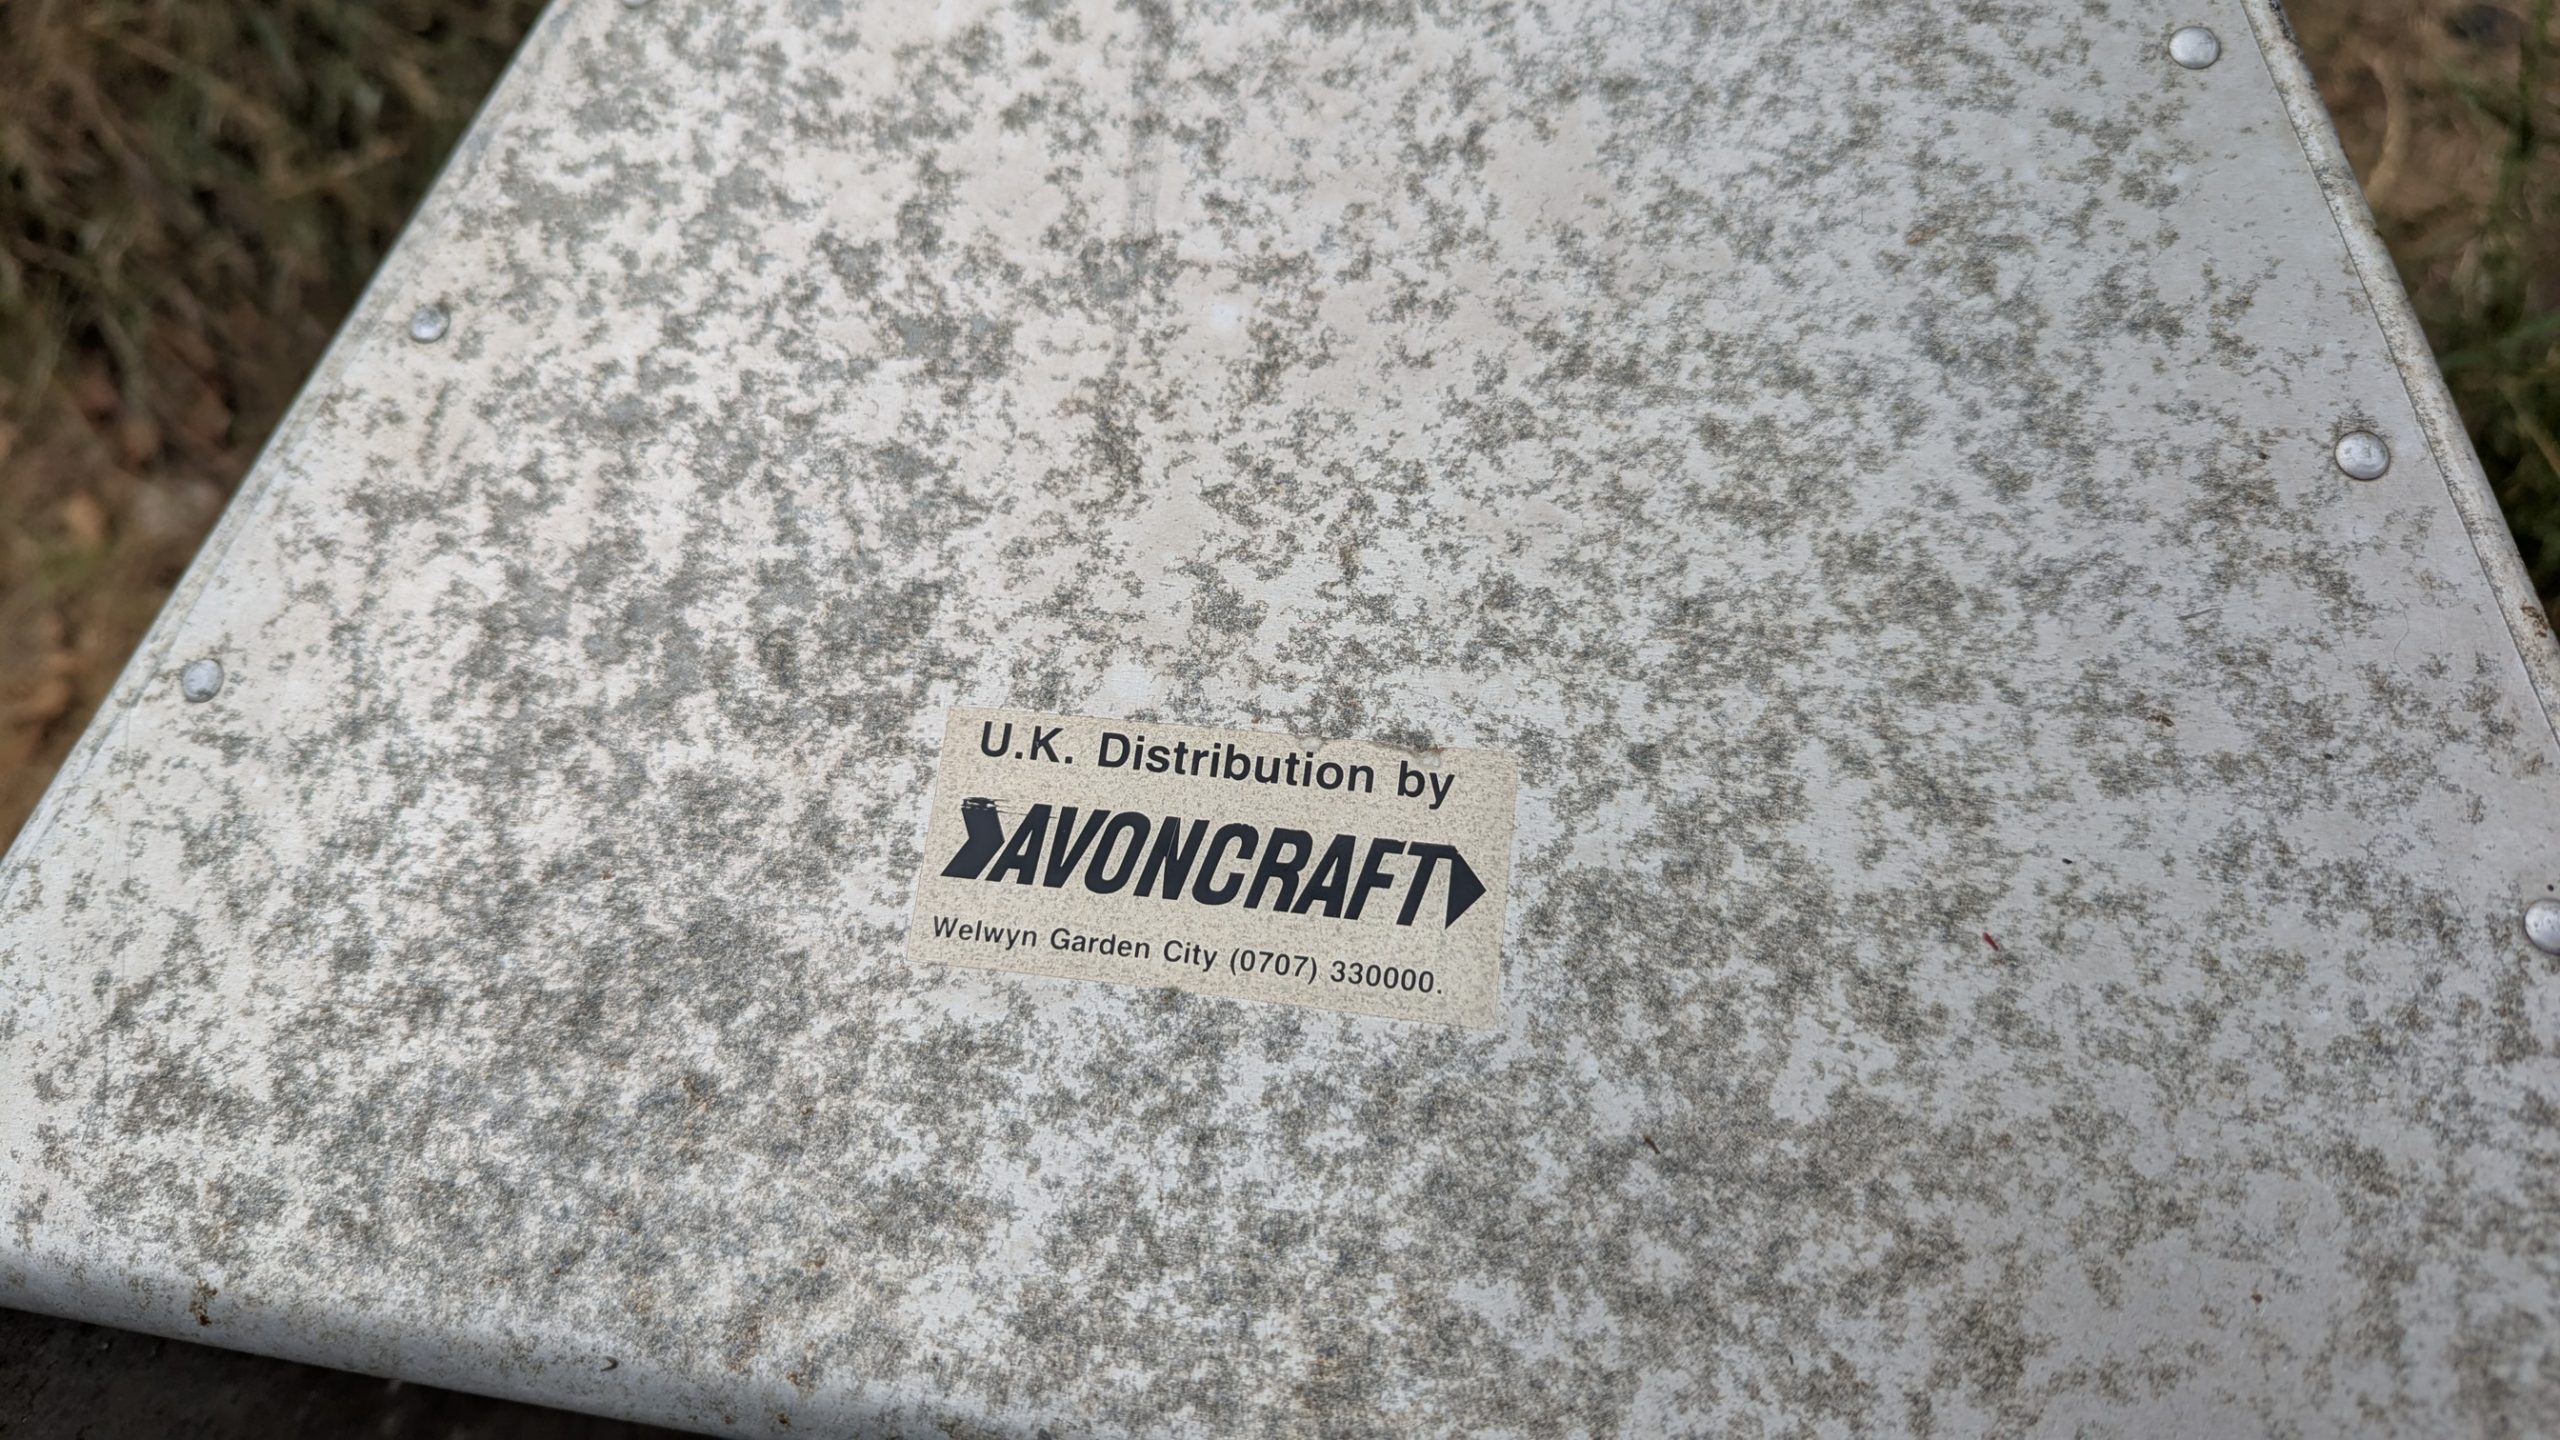 U.K. Distribution by
AVONCRAFT
Welwyn Garden City (0707) 330000.